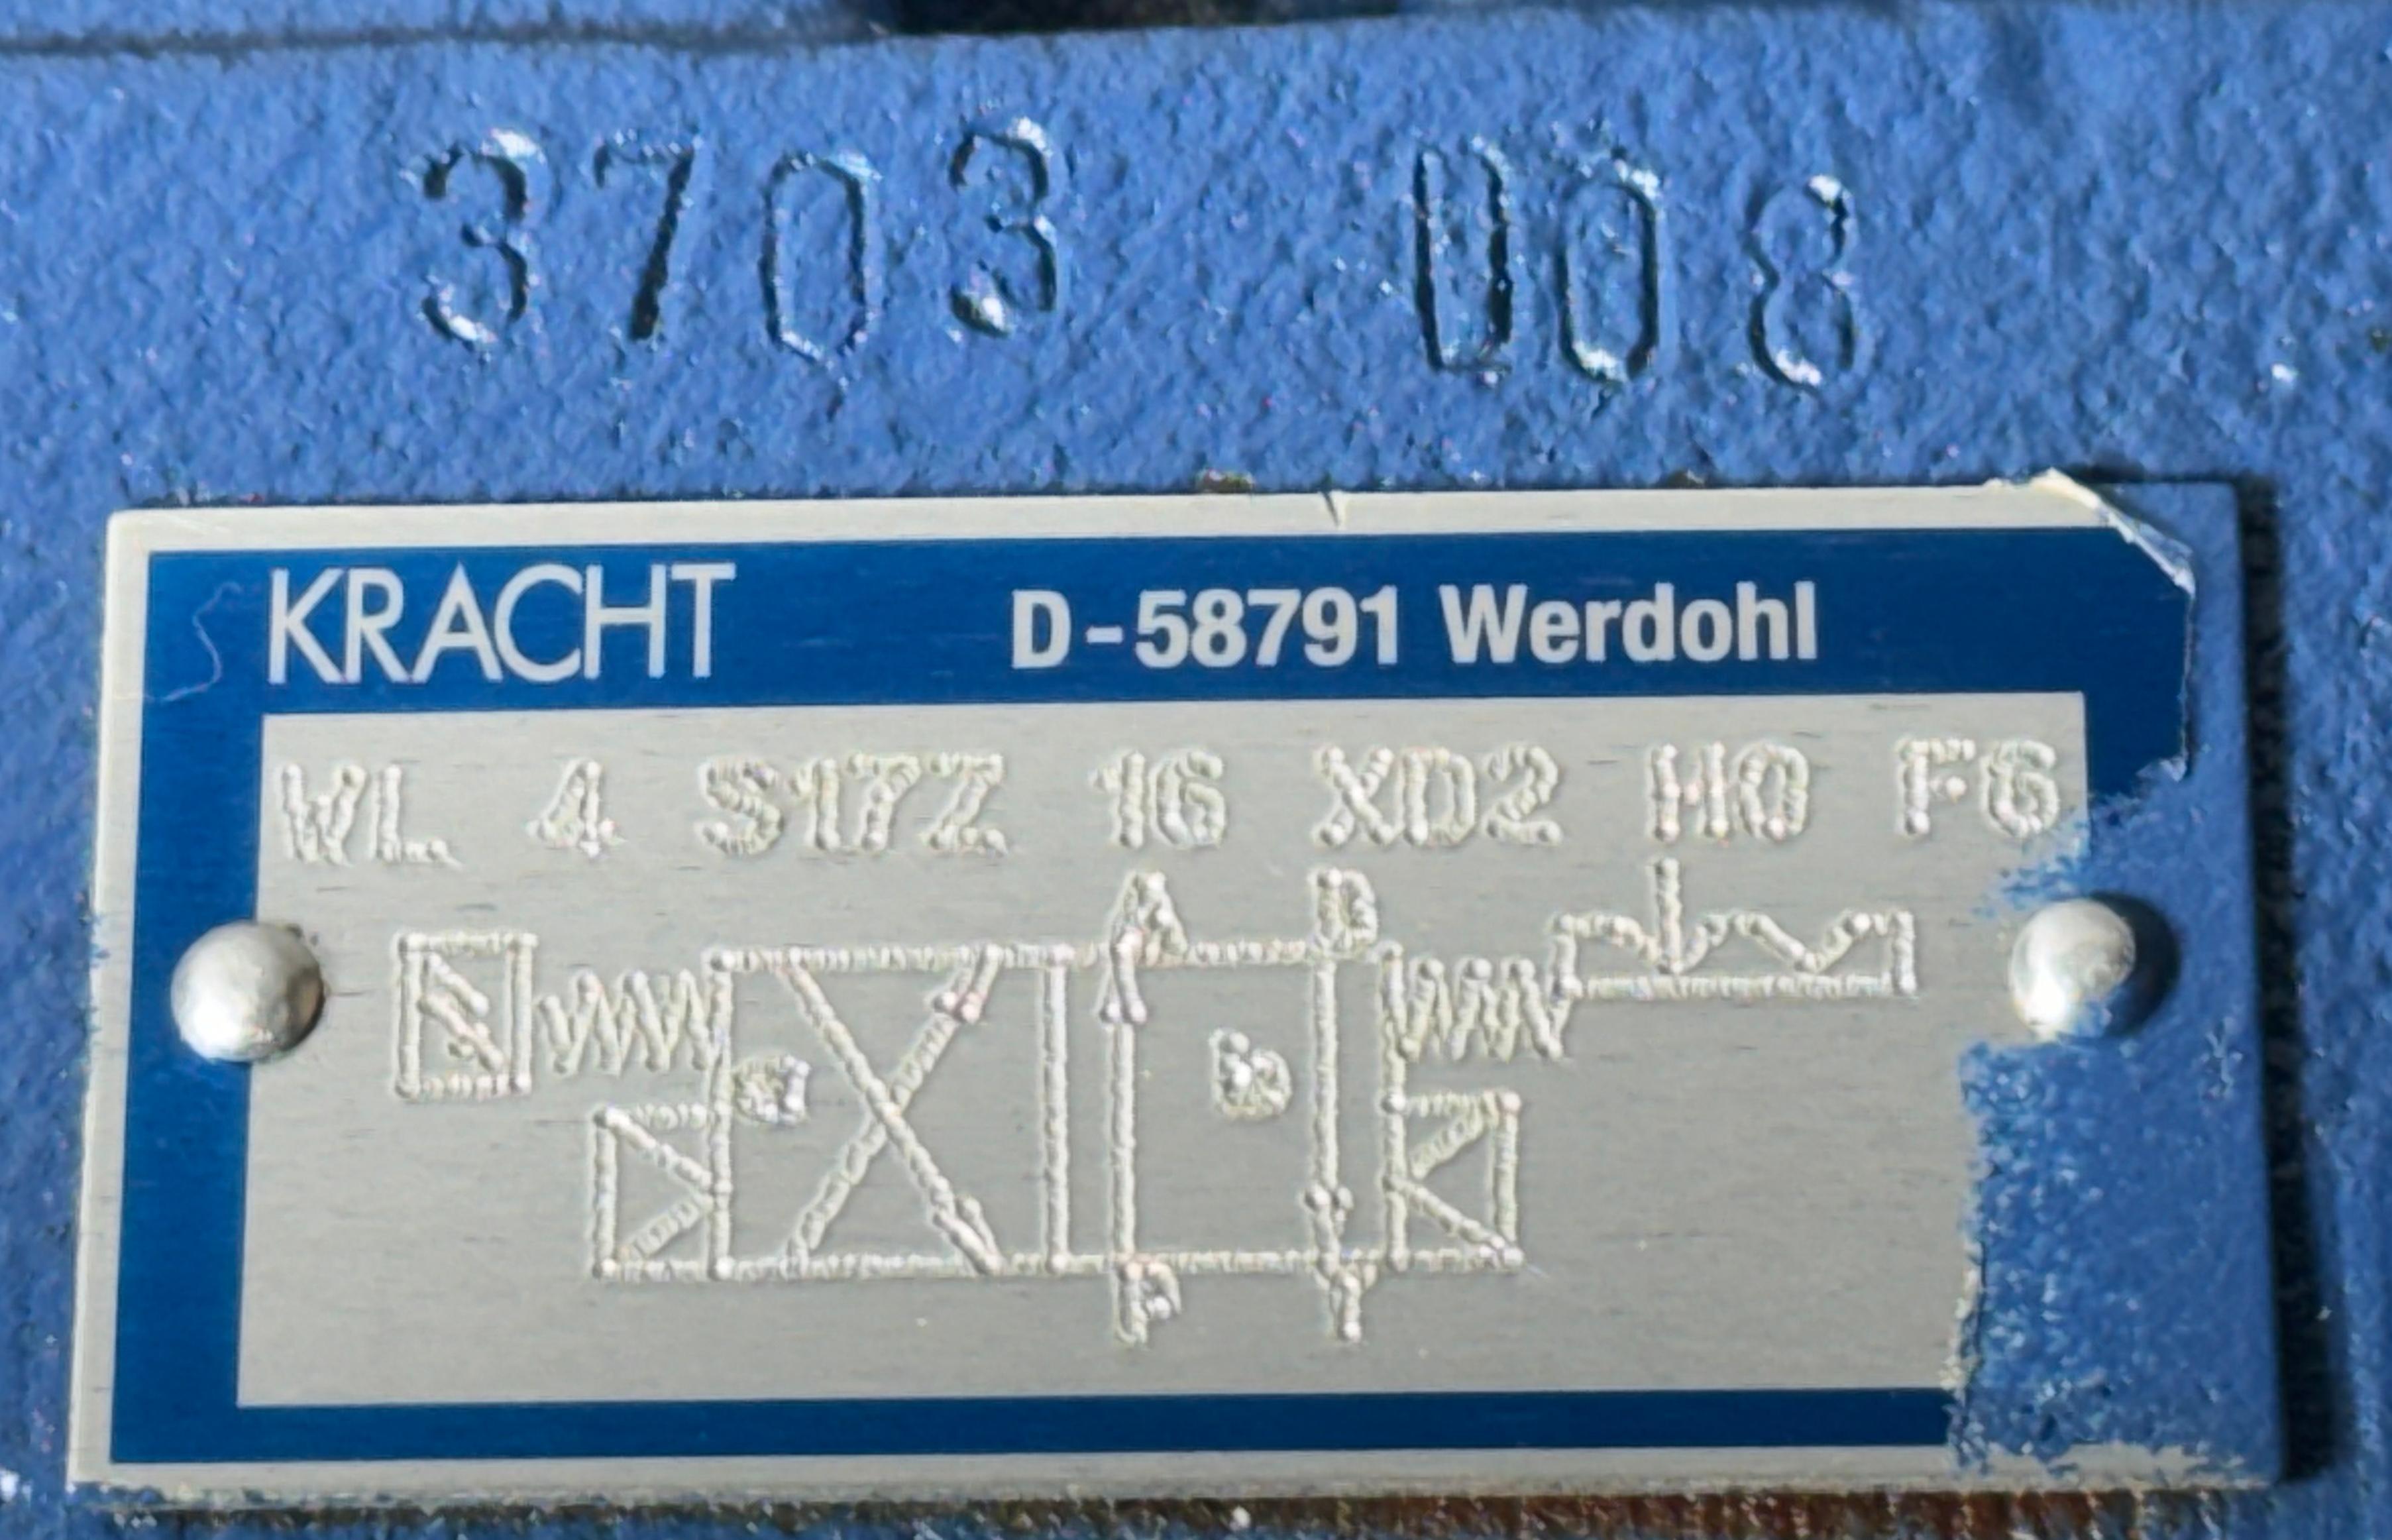 3703 008
KRACHT D-58791 Werdohl
WL 4 S17Z 16 XD2 H0 F6
A B
a b
P T